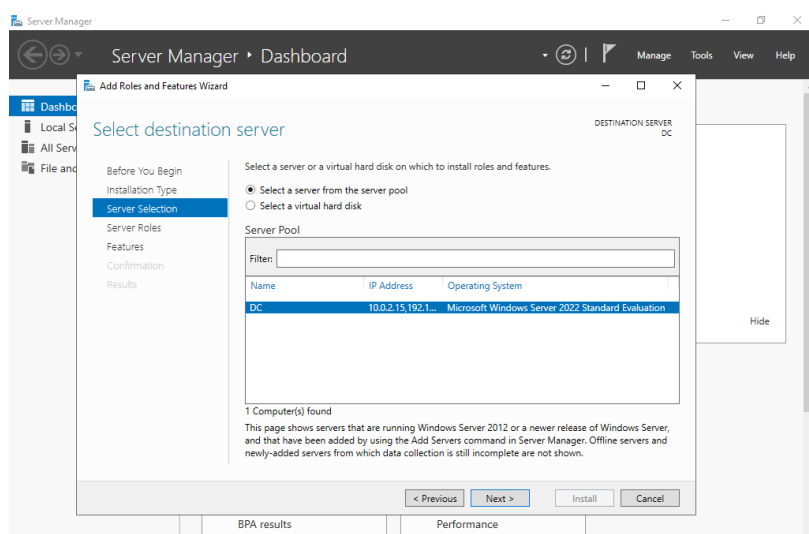 Server Manager
Server Manager • Dashboard
Manage Tools View Help
Add Roles and Features Wizard
Select destination server
DESTINATION SERVER
DC
Dashbo
Local Se
All Serv
File and
Before You Begin
Installation Type
Server Selection
Server Roles
Features
Confirmation
Results
Select a server or a virtual hard disk on which to install roles and features.
Select a server from the server pool
Select a virtual hard disk
Server Pool
Filter:
Name IP Address Operating System
DC 10.0.2.15,192.1... Microsoft Windows Server 2022 Standard Evaluation
1 Computer(s) found
This page shows servers that are running Windows Server 2012 or a newer release of Windows Server,
and that have been added by using the Add Servers command in Server Manager. Offline servers and
newly-added servers from which data collection is still incomplete are not shown.
Hide
< Previous Next > Install Cancel
BPA results Performance